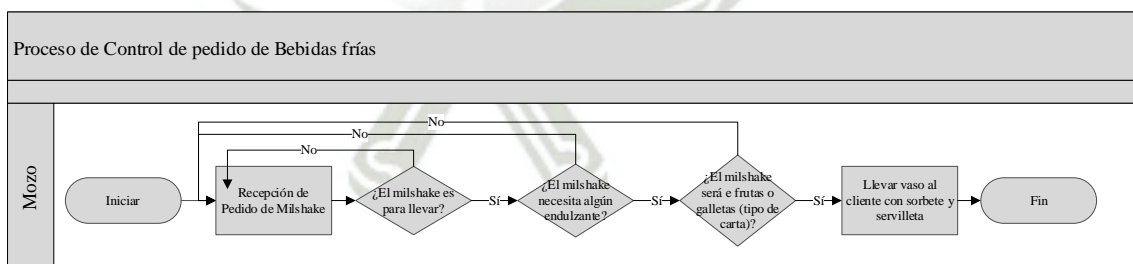 Proceso de Control de pedido de Bebidas frías
Mozo
No
No
No
Iniciar
Recepción de
Pedido de Milshake
¿El milshake es
para llevar?
Sí
¿El milshake
necesita algún
endulzante?
Sí
¿El milshake
será e frutas o
galletas (tipo de
carta)?
Sí
Llevar vaso al
cliente con sorbete y
servilleta
Fin